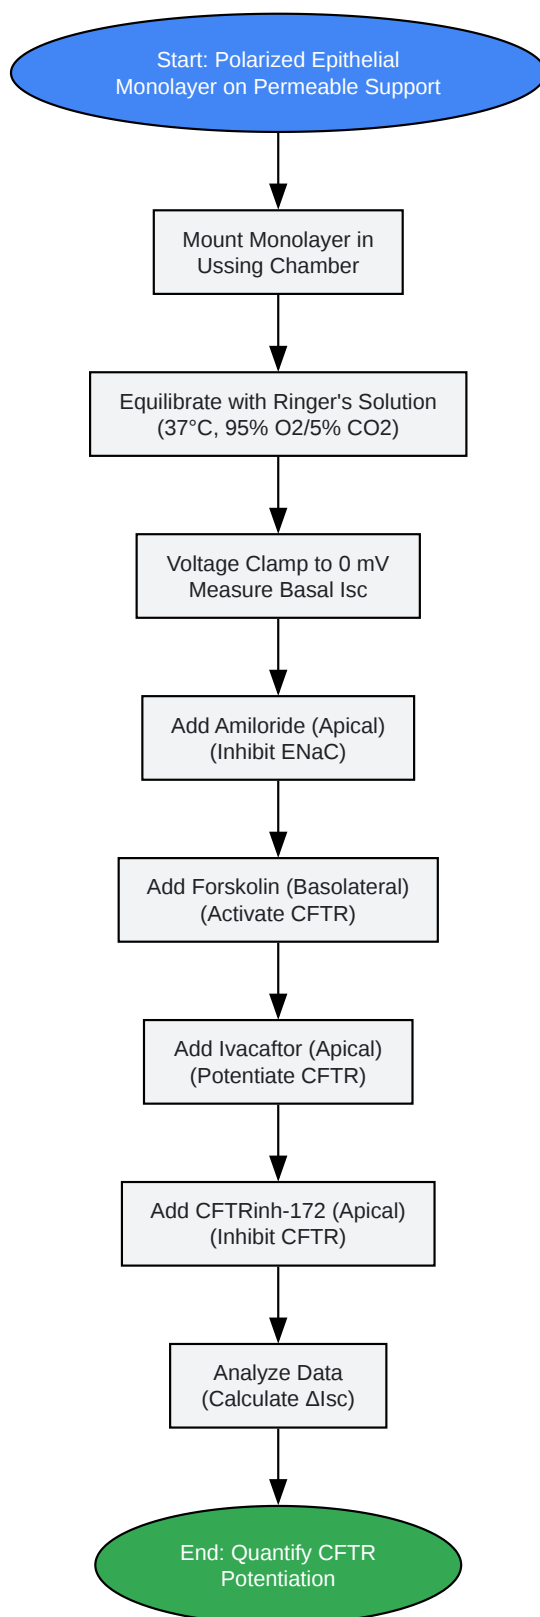 Start: Polarized Epithelial
Monolayer on Permeable Support
Mount Monolayer in
Ussing Chamber
Equilibrate with Ringer's Solution
(37°C, 95% O2/5% CO2)
Voltage Clamp to 0 mV
Measure Basal Isc
Add Amiloride (Apical)
(Inhibit ENaC)
Add Forskolin (Basolateral)
(Activate CFTR)
Add Ivacaftor (Apical)
(Potentiate CFTR)
Add CFTRinh-172 (Apical)
(Inhibit CFTR)
Analyze Data
(Calculate ΔIsc)
End: Quantify CFTR
Potentiation